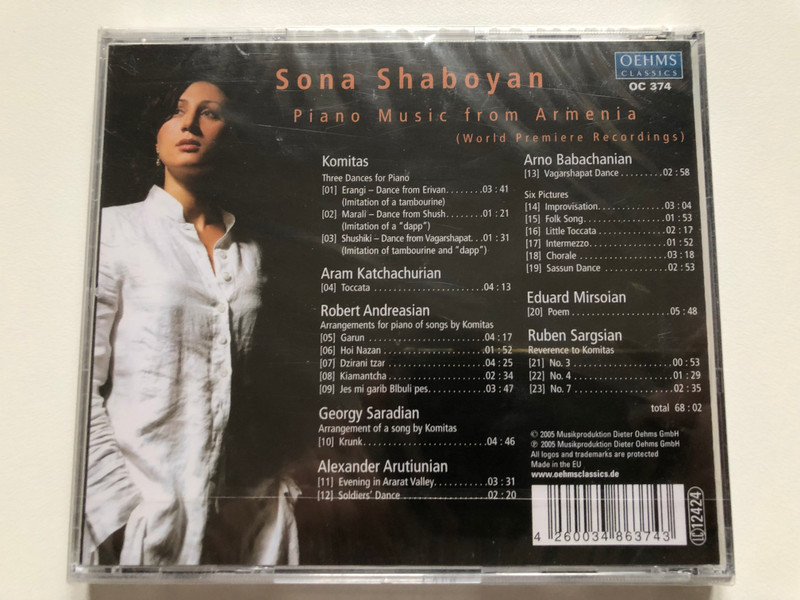 OEHMS
CLASSICS
OC 374
Sona Shaboyan
Piano Music from Armenia
(World Premiere Recordings)
Komitas
Three Dances for Piano
[01] Erangi – Dance from Erivan........03 : 41
(Imitation of a tambourine)
[02] Marali – Dance from Shush........01 : 21
(Imitation of a “dapp”)
[03] Shushiki – Dance from Vagarshapat...01 : 31
(Imitation of tambourine and “dapp”)
Aram Katchachurian
[04] Toccata ..........................04 : 13
Robert Andreasian
Arrangements for piano of songs by Komitas
[05] Garun ..........................04 : 17
[06] Hoi Nazan ......................01 : 52
[07] Dzirani tzar ......................04 : 25
[08] Kiamantcha ......................02 : 34
[09] Jes mi garib Blbuli pes..............03 : 47
Georgy Saradian
Arrangement of a song by Komitas
[10] Krunk..........................04 : 46
Alexander Arutiunian
[11] Evening in Ararat Valley............03 : 31
[12] Soldiers’ Dance ..................02 : 20
Arno Babachanian
[13] Vagarshapat Dance .........02 : 58
Six Pictures
[14] Improvisation..................03 : 04
[15] Folk Song......................01 : 53
[16] Little Toccata..................02 : 17
[17] Intermezzo....................01 : 52
[18] Chorale ......................03 : 18
[19] Sassun Dance ................02 : 53
Eduard Mirsoian
[20] Poem ......................05 : 48
Ruben Sargsian
Reverence to Komitas
[21] No. 3 ........................00 : 53
[22] No. 4 ........................01 : 29
[23] No. 7 ........................02 : 35
total 68 : 02
© 2005 Musikproduktion Dieter Oehms GmbH
℗ 2005 Musikproduktion Dieter Oehms GmbH
All logos and trademarks are protected
Made in the EU
www.oehmsclassics.de
4 260034 863743
LC 12424